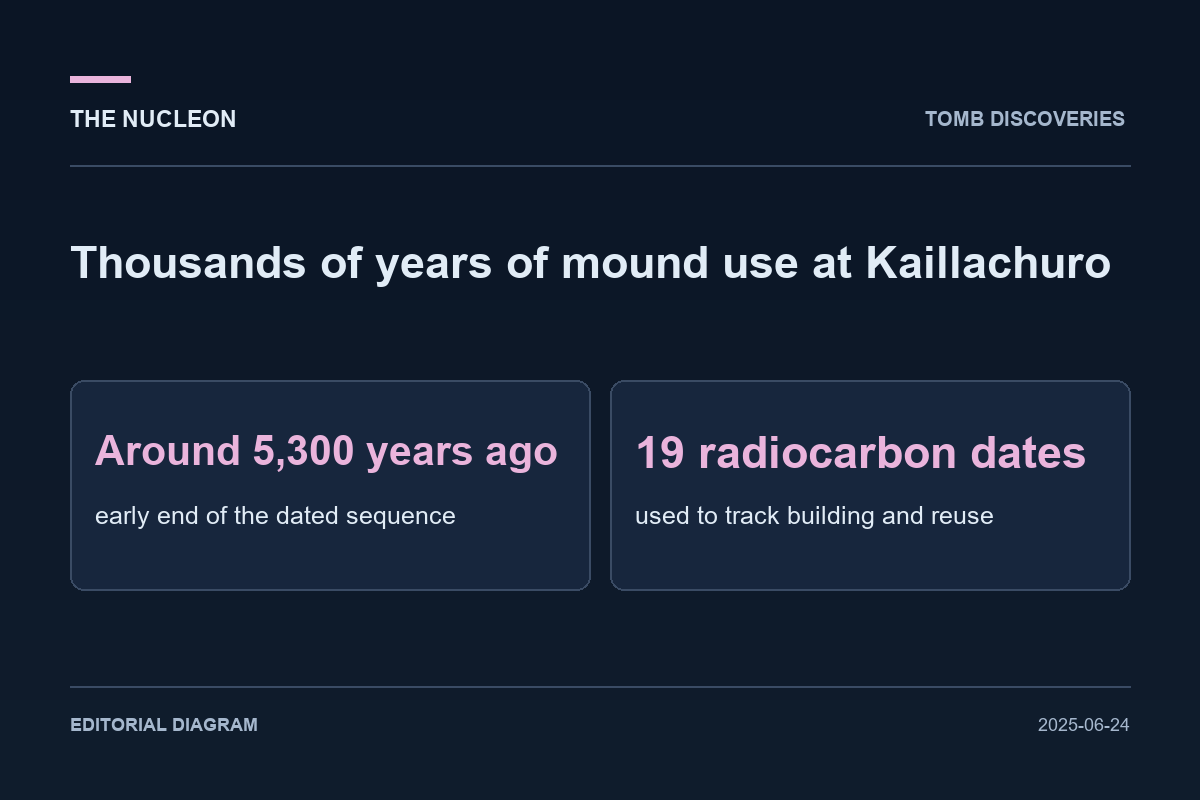 THE NUCLEON
TOMB DISCOVERIES
Thousands of years of mound use at Kaillachuro
Around 5,300 years ago
early end of the dated sequence
19 radiocarbon dates
used to track building and reuse
EDITORIAL DIAGRAM
2025-06-24